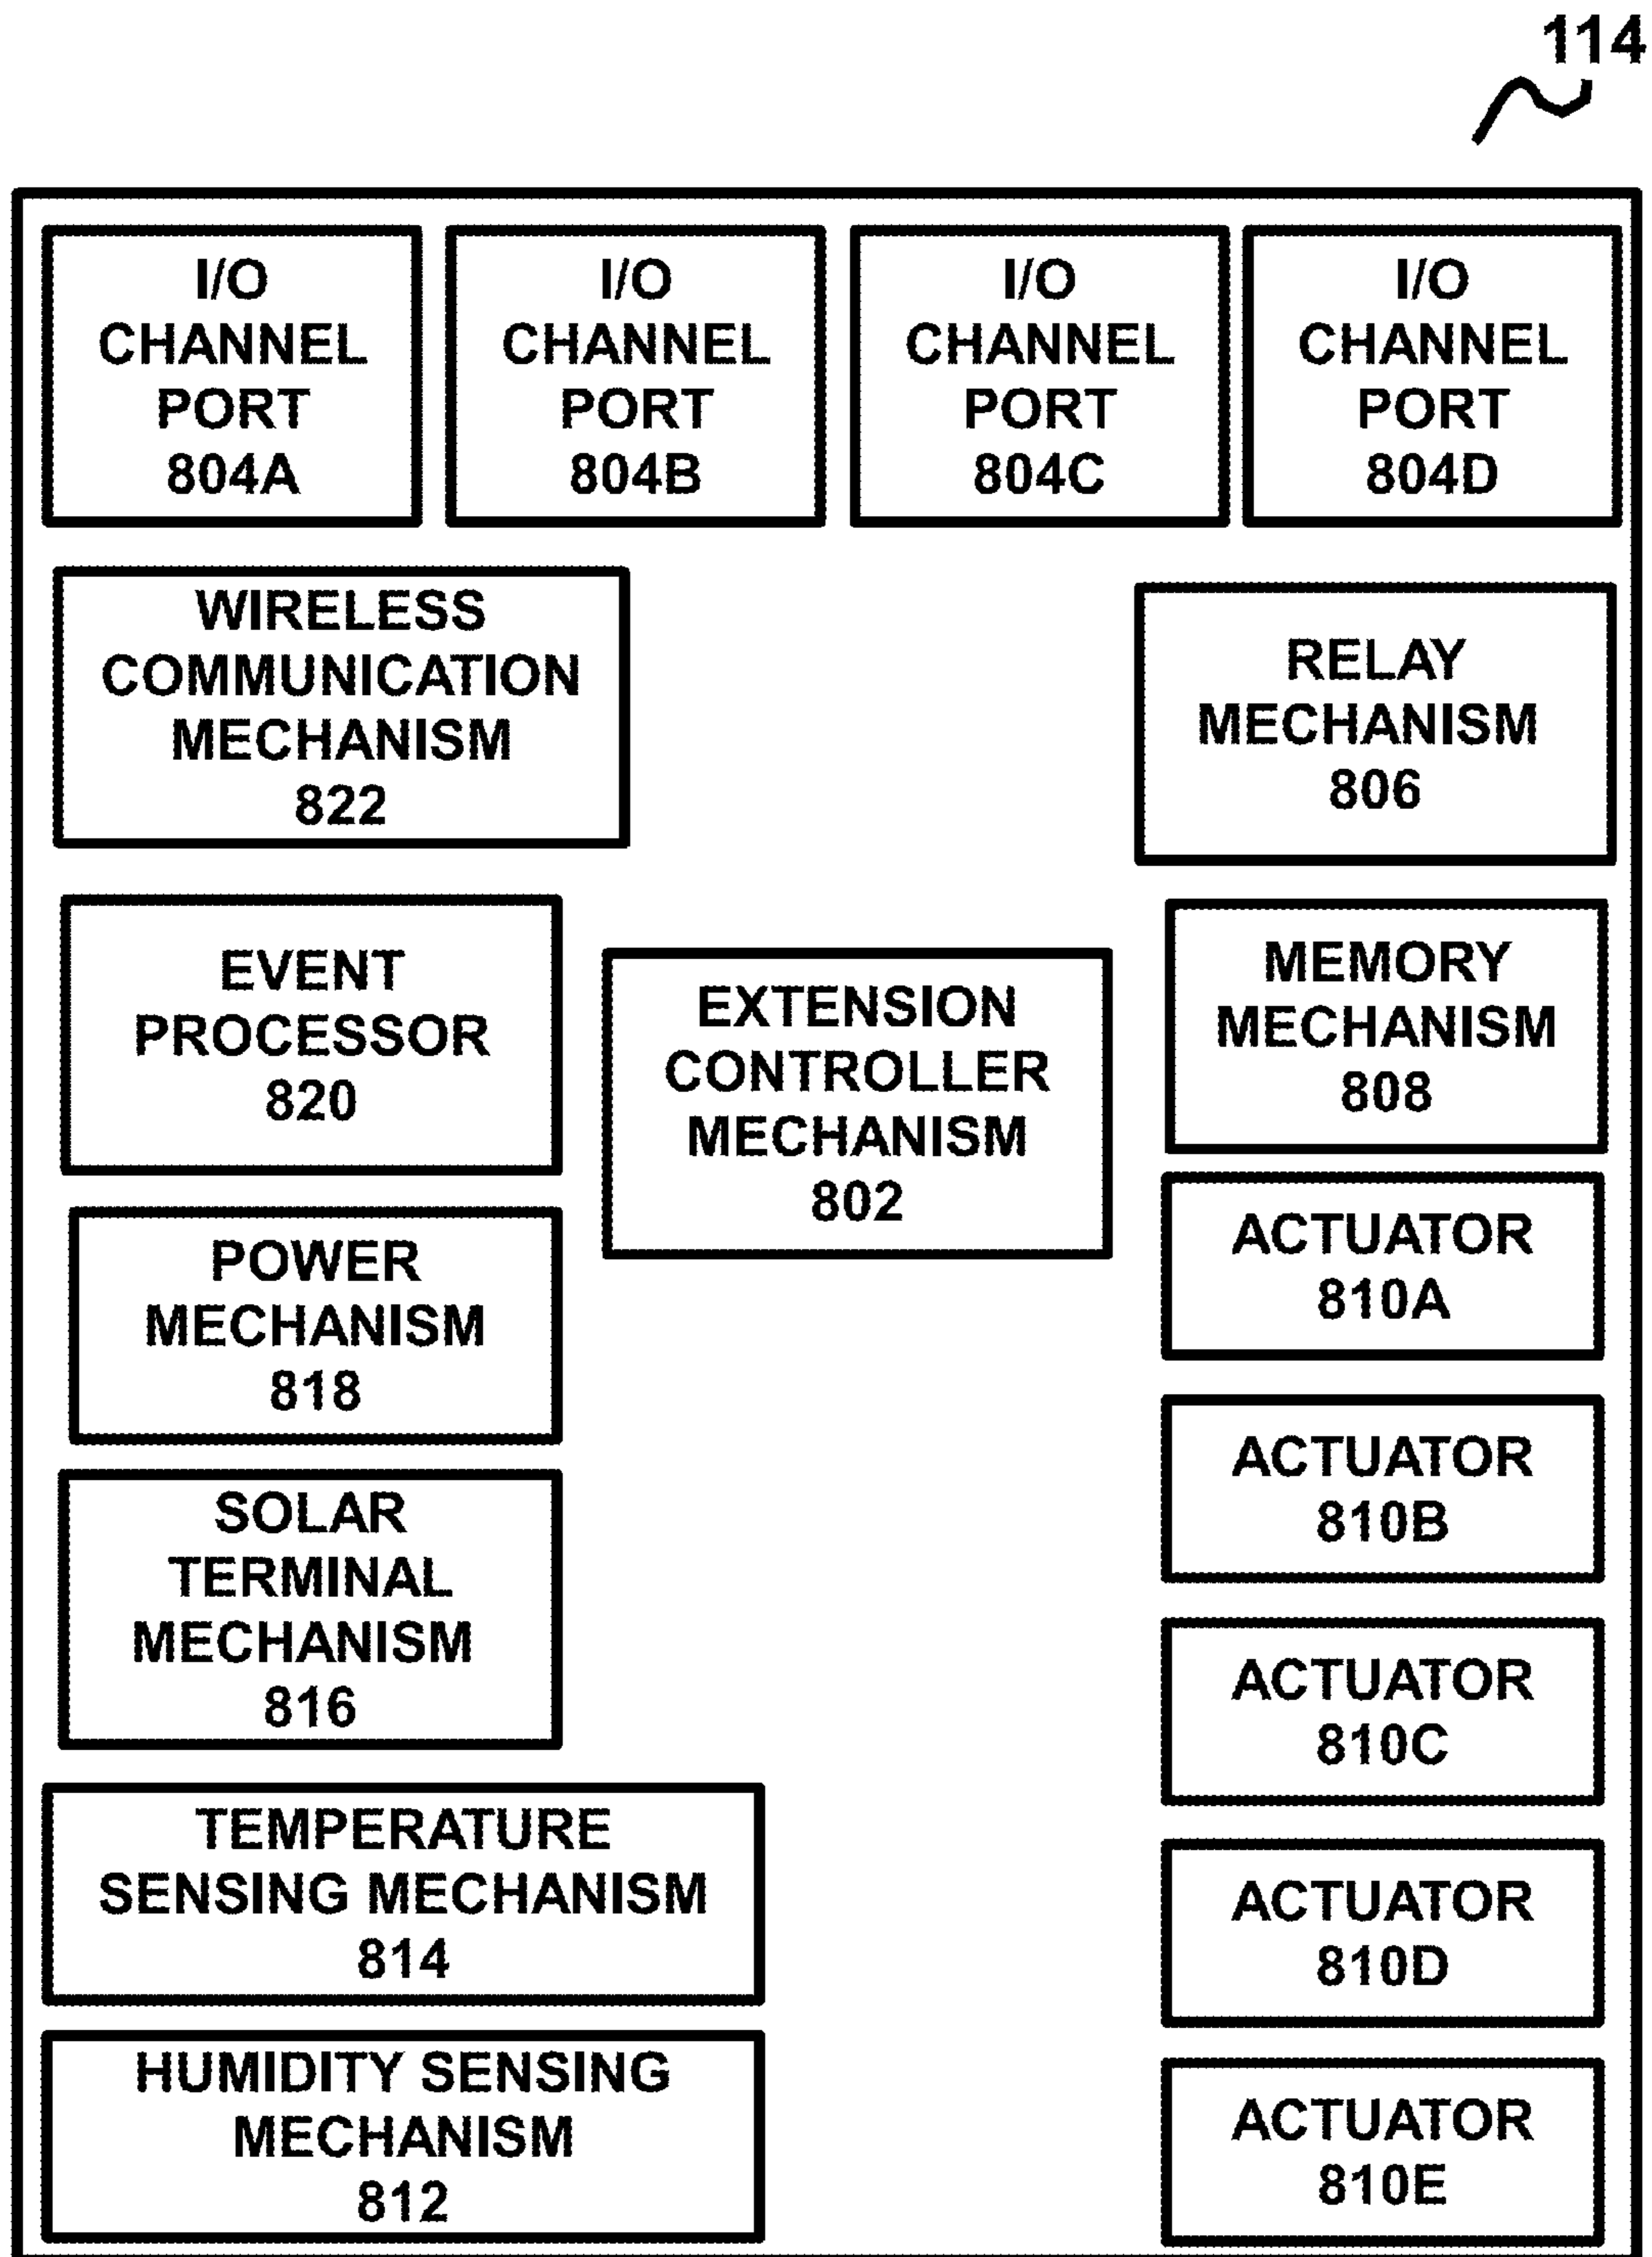 114
I/O
CHANNEL
PORT
804A
I/O
CHANNEL
PORT
804B
I/O
CHANNEL
PORT
804C
I/O
CHANNEL
PORT
804D
WIRELESS
COMMUNICATION
MECHANISM
822
RELAY
MECHANISM
806
EVENT
PROCESSOR
820
EXTENSION
CONTROLLER
MECHANISM
802
MEMORY
MECHANISM
808
POWER
MECHANISM
818
ACTUATOR
810A
ACTUATOR
810B
SOLAR
TERMINAL
MECHANISM
816
ACTUATOR
810C
TEMPERATURE
SENSING MECHANISM
814
ACTUATOR
810D
HUMIDITY SENSING
MECHANISM
812
ACTUATOR
810E